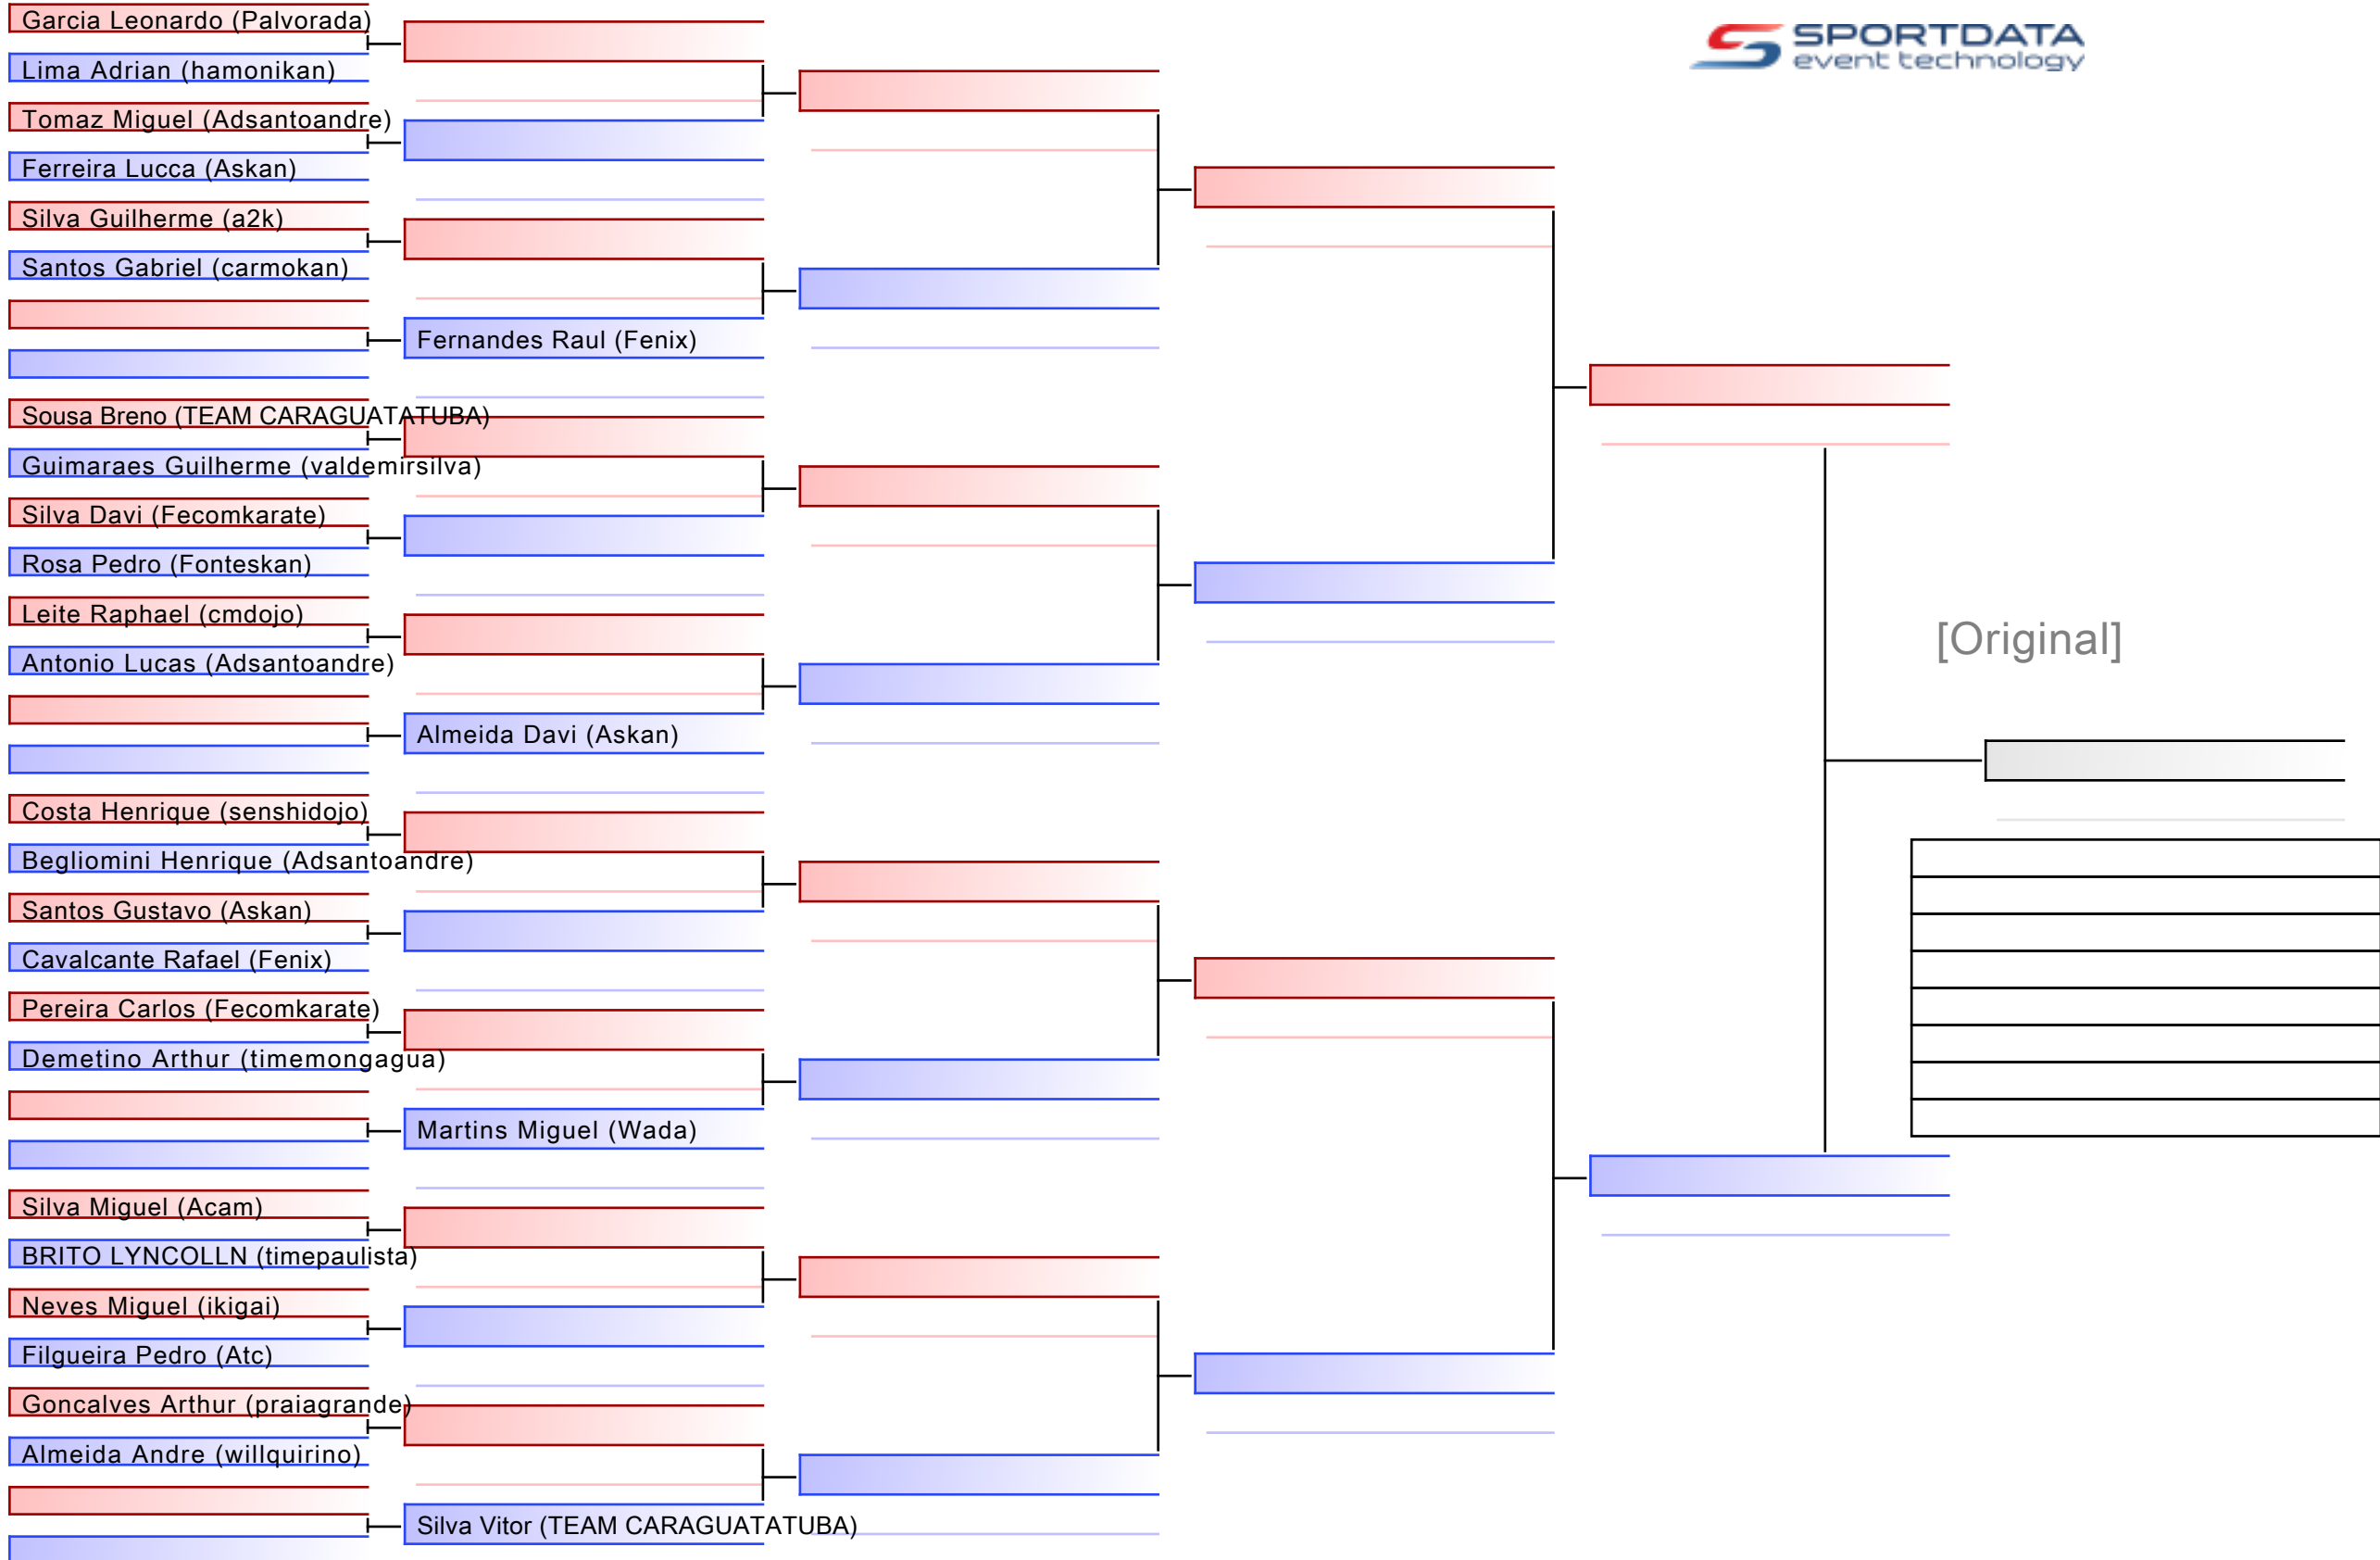 Garcia Leonardo (Palvorada)
Lima Adrian (hamonikan)
Tomaz Miguel (Adsantoandre)
Ferreira Lucca (Askan)
Silva Guilherme (a2k)
Santos Gabriel (carmokan)
Fernandes Raul (Fenix)
Sousa Breno (TEAM CARAGUATATUBA)
Guimaraes Guilherme (valdemirsilva)
Silva Davi (Fecomkarate)
Rosa Pedro (Fonteskan)
Leite Raphael (cmdojo)
Antonio Lucas (Adsantoandre)
Almeida Davi (Askan)
Costa Henrique (senshidojo)
Begliomini Henrique (Adsantoandre)
Santos Gustavo (Askan)
Cavalcante Rafael (Fenix)
Pereira Carlos (Fecomkarate)
Demetino Arthur (timemongagua)
Martins Miguel (Wada)
Silva Miguel (Acam)
BRITO LYNCOLLN (timepaulista)
Neves Miguel (ikigai)
Filgueira Pedro (Atc)
Goncalves Arthur (praiagrande)
Almeida Andre (willquirino)
Silva Vitor (TEAM CARAGUATATUBA)
SPORTDATA
event technology
[Original]